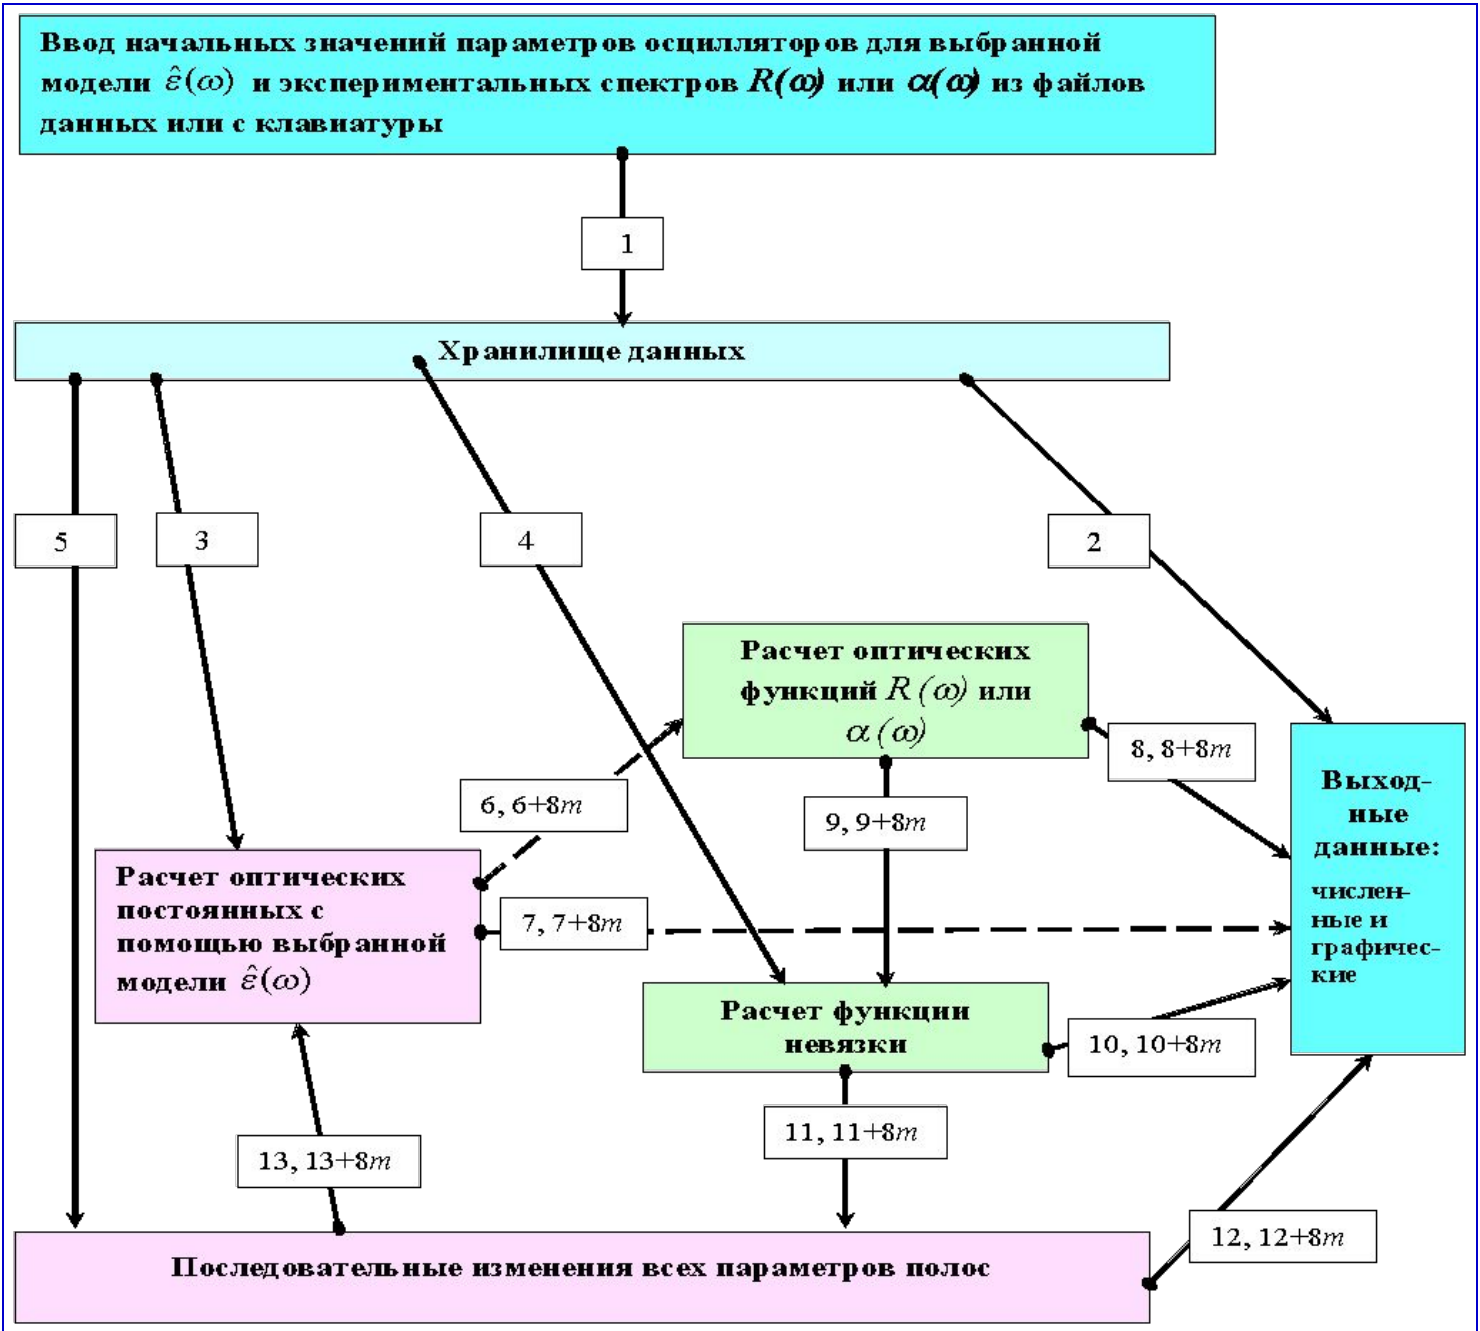 Ввод начальных значений параметров осцилляторов для выбранной
модели ε̂(ω) и экспериментальных спектров R(ω) или α(ω) из файлов
данных или с клавиатуры
1
Хранилище данных
5
3
4
2
Расчет оптических
функций R(ω) или
α(ω)
8, 8+8m
6, 6+8m
9, 9+8m
Выход-
ные
данные:
числен-
ные и
графичес-
кие
Расчет оптических
постоянных с
помощью выбранной
модели ε̂(ω)
7, 7+8m
Расчет функции
невязки
10, 10+8m
11, 11+8m
13, 13+8m
12, 12+8m
Последовательные изменения всех параметров полос